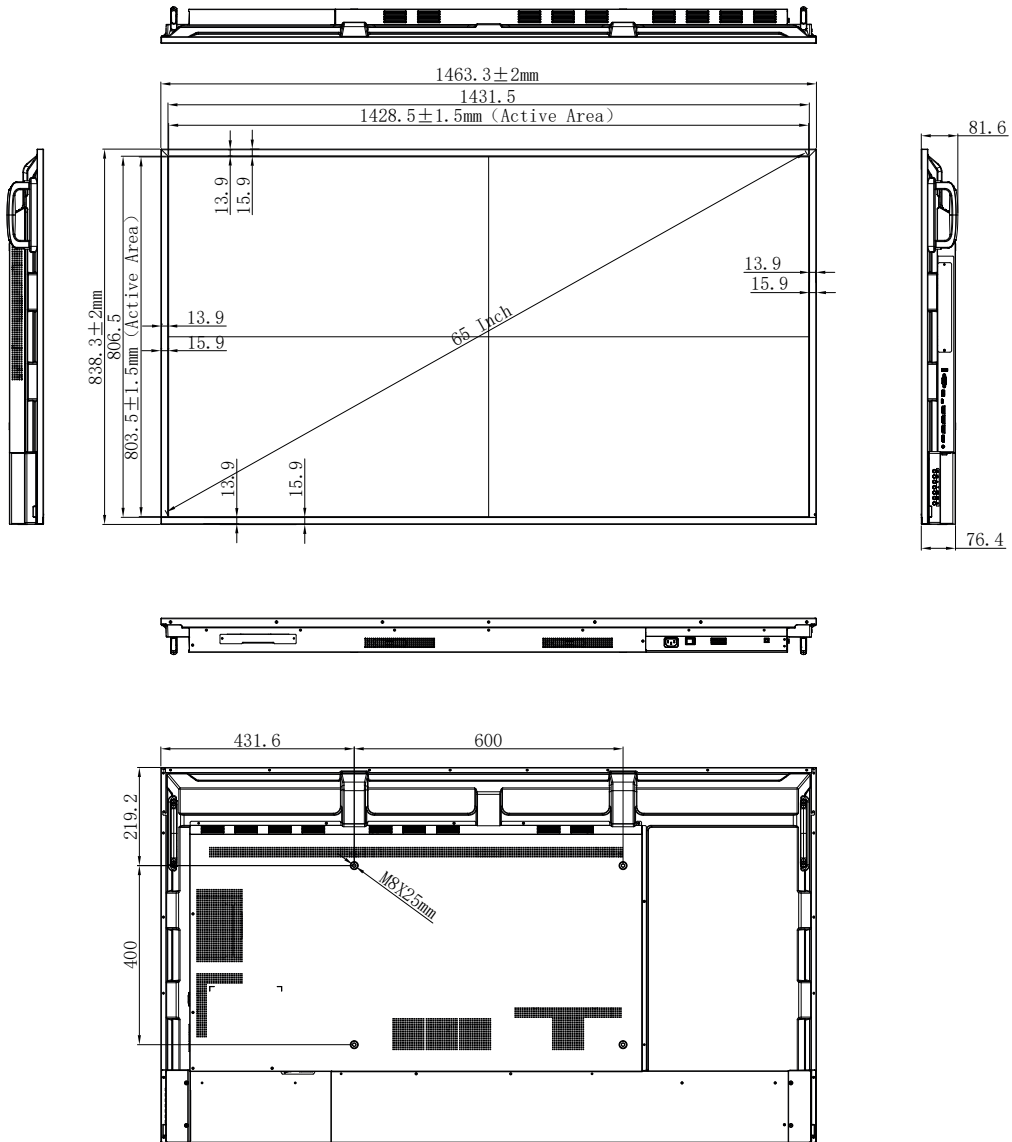 1463.3±2mm
1431.5
1428.5±1.5mm (Active Area)
81.6
13.9
15.9
838.3±2mm
806.5
803.5±1.5mm (Active Area)
13.9
15.9
13.9
15.9
65 Inch
13.9
15.9
76.4
431.6
600
219.2
M8X25mm
400